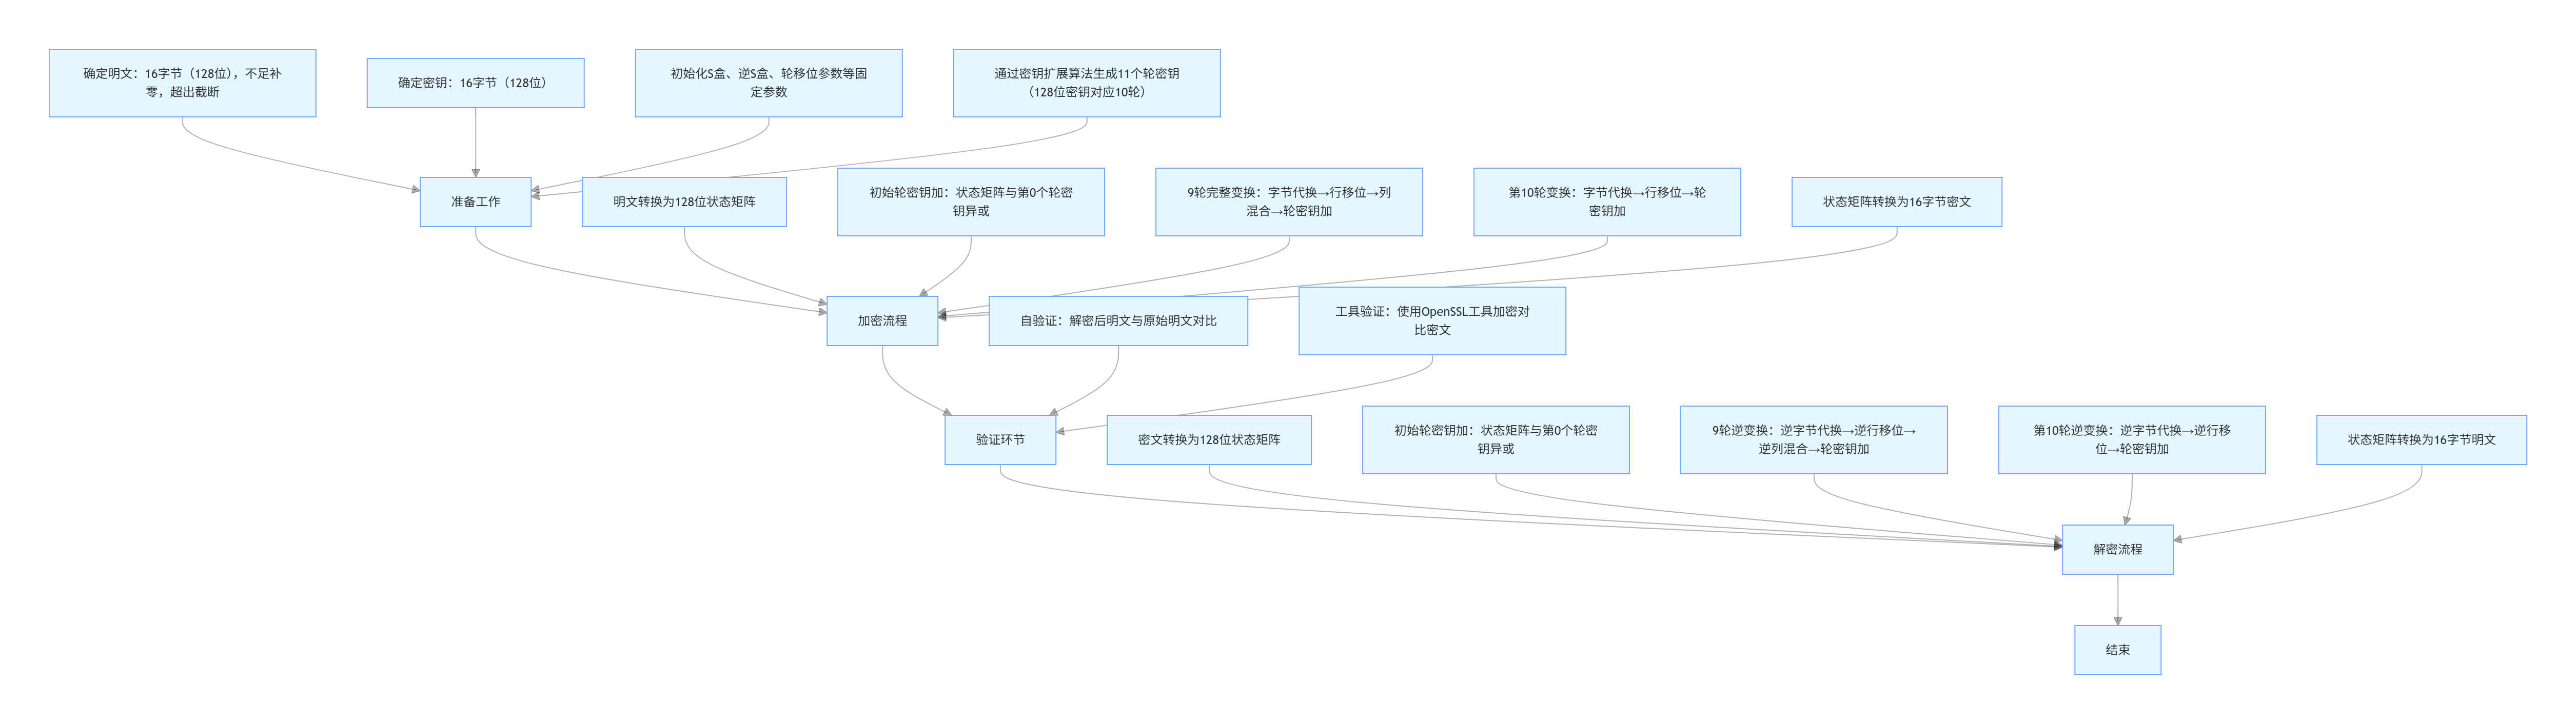 确定明文：16字节（128位），不足补
零，超出截断
确定密钥：16字节（128位）
初始化S盒、逆S盒、轮移位参数等固
定参数
通过密钥扩展算法生成11个轮密钥
（128位密钥对应10轮）
准备工作
明文转换为128位状态矩阵
初始轮密钥加：状态矩阵与第0个轮密
钥异或
9轮完整变换：字节代换→行移位→列
混合→轮密钥加
第10轮变换：字节代换→行移位→轮
密钥加
状态矩阵转换为16字节密文
加密流程
自验证：解密后明文与原始明文对比
工具验证：使用OpenSSL工具加密对
比密文
验证环节
密文转换为128位状态矩阵
初始轮密钥加：状态矩阵与第0个轮密
钥异或
9轮逆变换：逆字节代换→逆行移位→
逆列混合→轮密钥加
第10轮逆变换：逆字节代换→逆行移
位→轮密钥加
状态矩阵转换为16字节明文
解密流程
结束